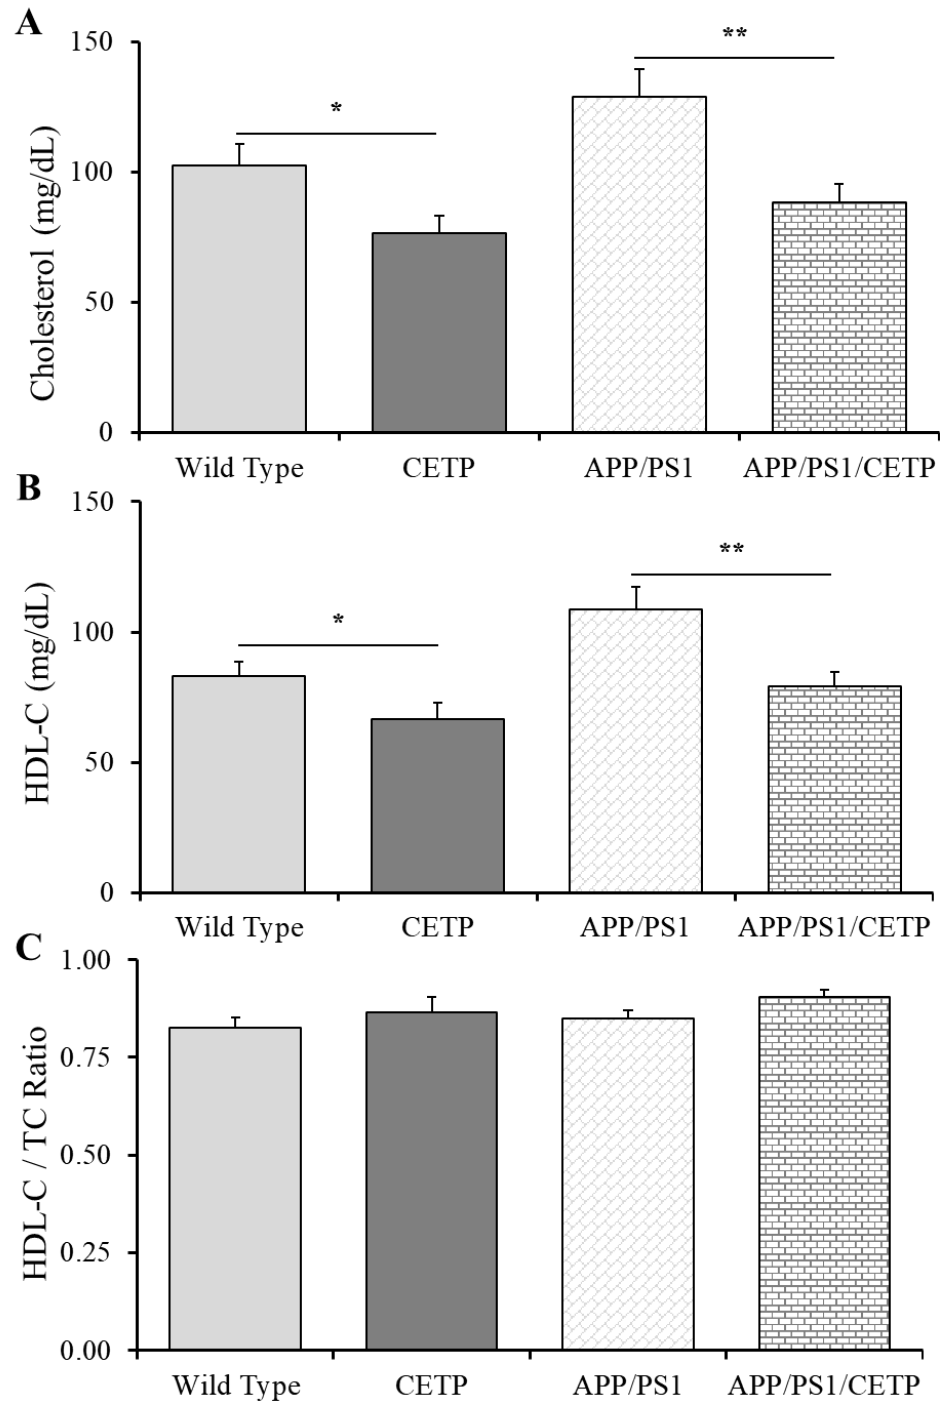 A
Cholesterol (mg/dL)
150
100
50
0
*
**
Wild Type CETP APP/PS1 APP/PS1/CETP
B
HDL-C (mg/dL)
150
100
50
0
*
**
Wild Type CETP APP/PS1 APP/PS1/CETP
C
HDL-C / TC Ratio
1.00
0.75
0.50
0.25
0.00
Wild Type CETP APP/PS1 APP/PS1/CETP